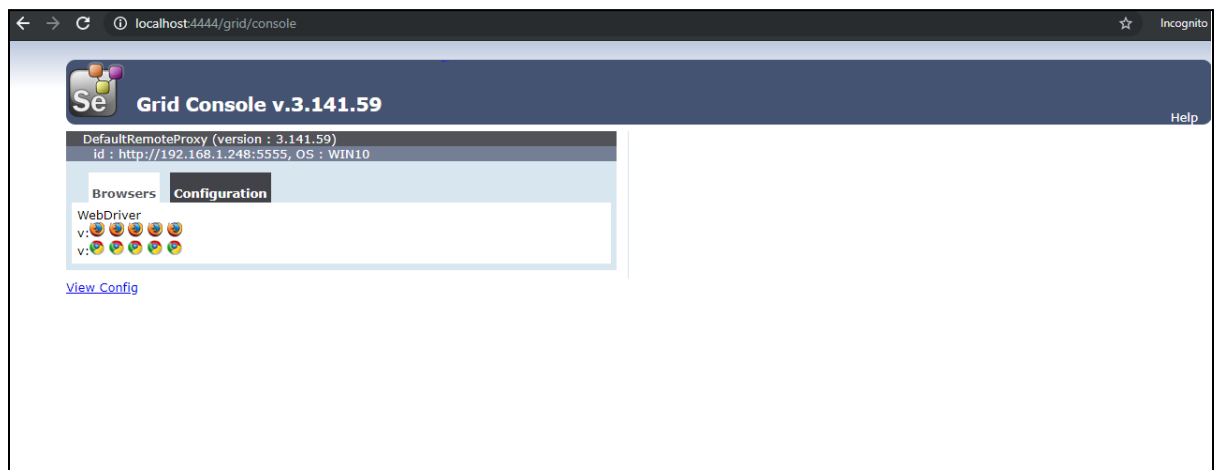 localhost:4444/grid/console
Incognito
Se
Grid Console v.3.141.59
Help
DefaultRemoteProxy (version : 3.141.59)
id : http://192.168.1.248:5555, OS : WIN10
Browsers Configuration
WebDriver
v:
v:
View Config